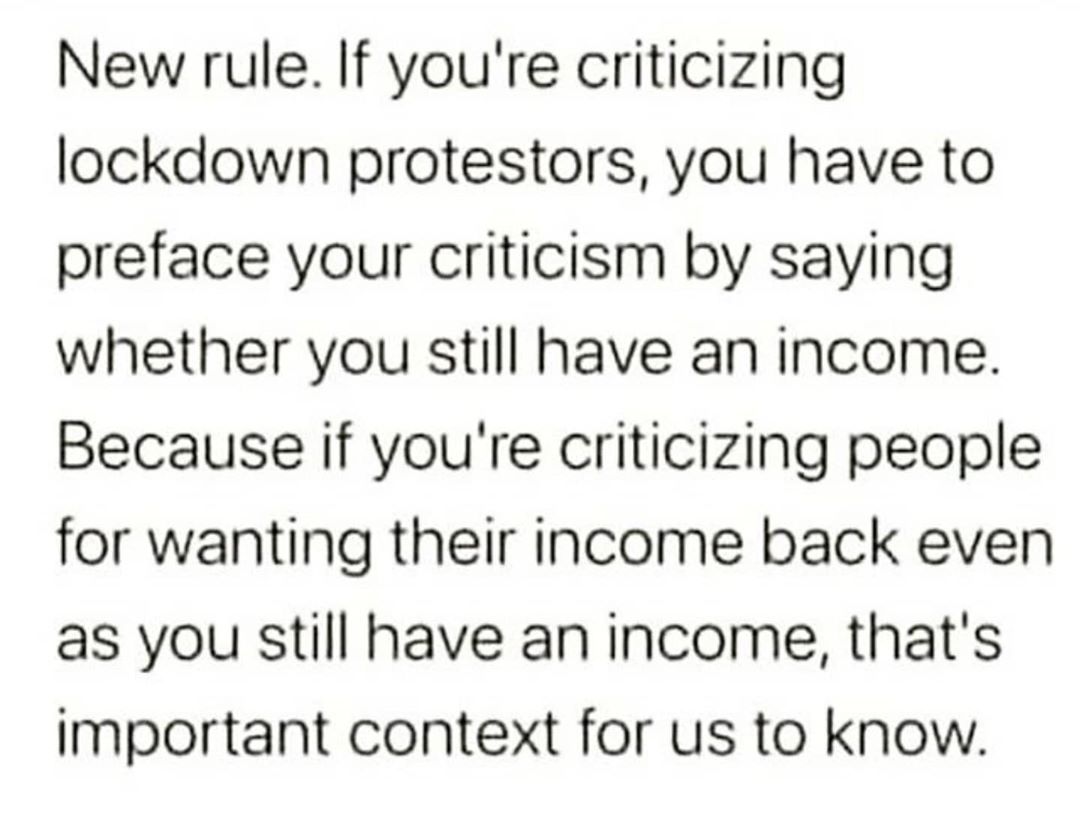 New rule. If you're criticizing
lockdown protestors, you have to
preface your criticism by saying
whether you still have an income.
Because if you're criticizing people
for wanting their income back even
as you still have an income, that's
important context for us to know.